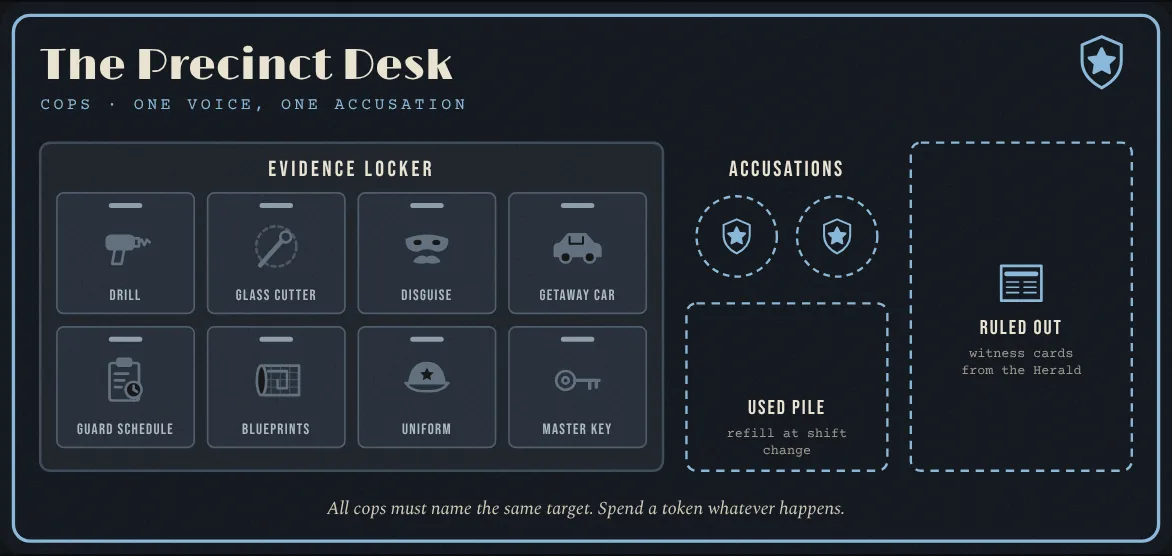 The Precinct Desk
COPS · ONE VOICE, ONE ACCUSATION
EVIDENCE LOCKER
DRILL
GLASS CUTTER
DISGUISE
GETAWAY CAR
GUARD SCHEDULE
BLUEPRINTS
UNIFORM
MASTER KEY
ACCUSATIONS
USED PILE
refill at shift
change
RULED OUT
witness cards
from the Herald
All cops must name the same target. Spend a token whatever happens.